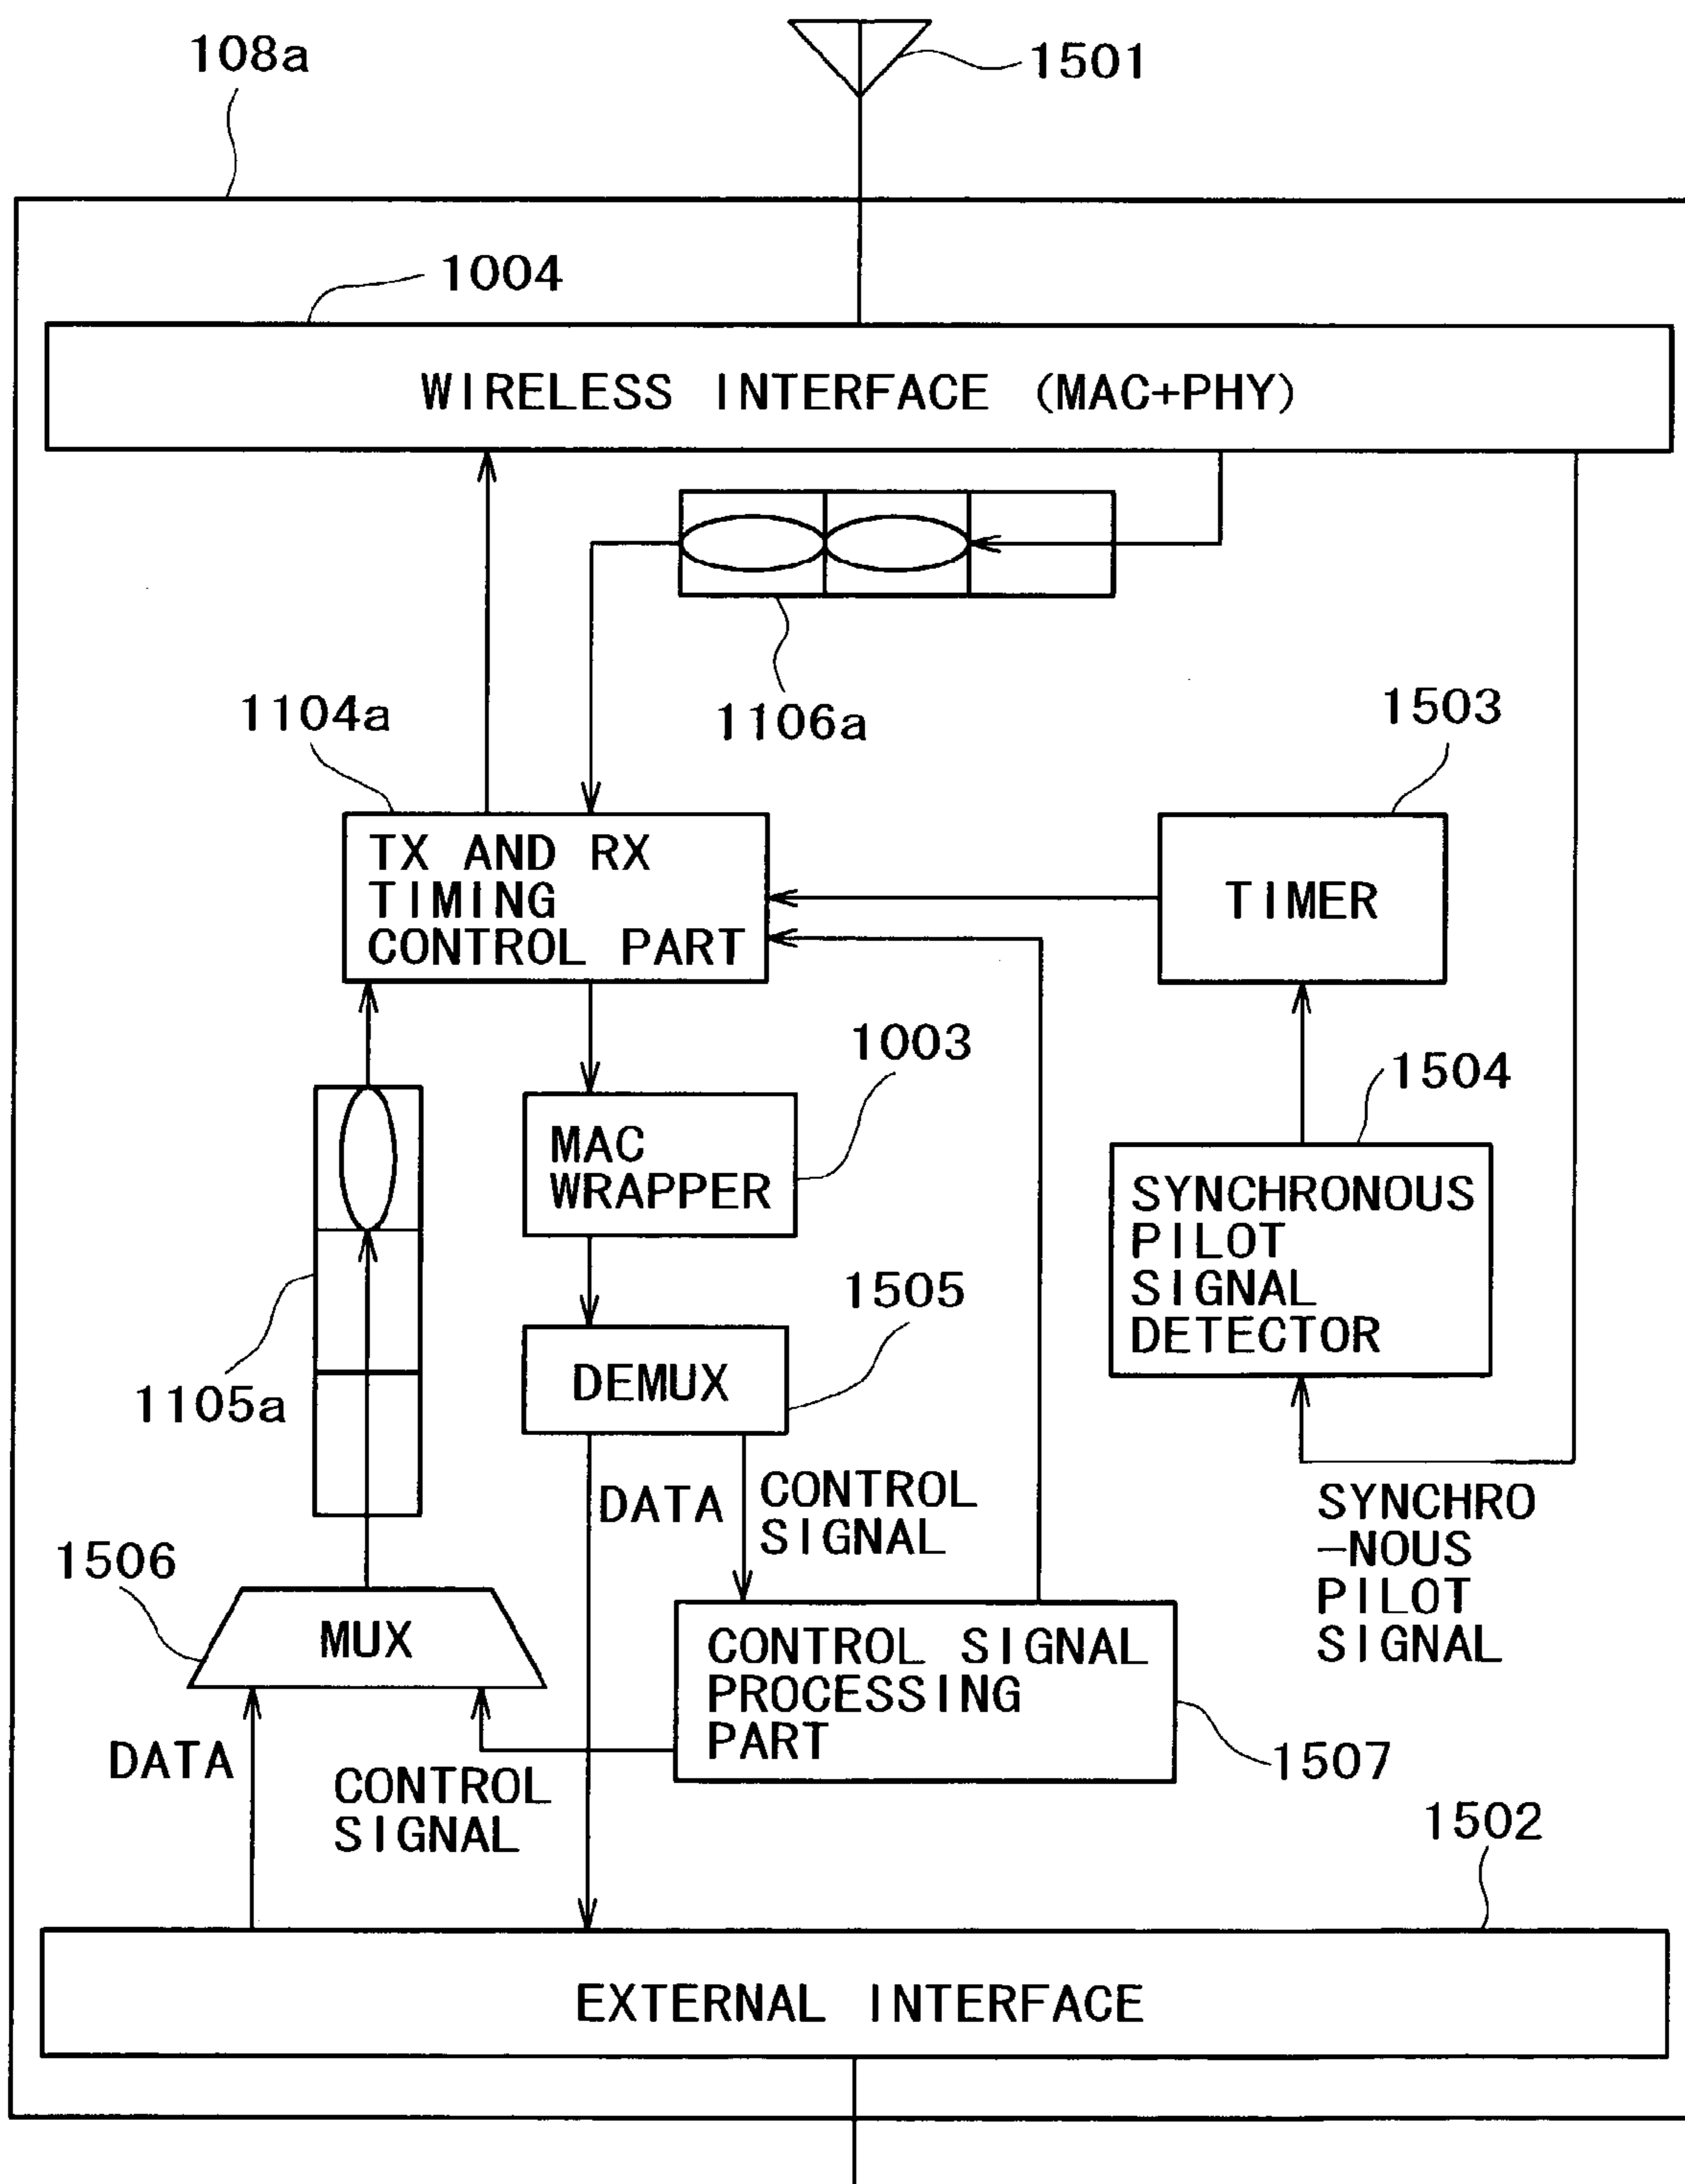 108a
1501
1004
WIRELESS INTERFACE (MAC+PHY)
1106a
1104a
1503
TX AND RX
TIMING
CONTROL PART
TIMER
1003
1504
MAC
WRAPPER
SYNCHRONOUS
PILOT
SIGNAL
DETECTOR
1505
1105a
DEMUX
DATA
CONTROL
SIGNAL
SYNCHRO
-NOUS
PILOT
SIGNAL
1506
MUX
CONTROL SIGNAL
PROCESSING
PART
1507
DATA
CONTROL
SIGNAL
1502
EXTERNAL INTERFACE